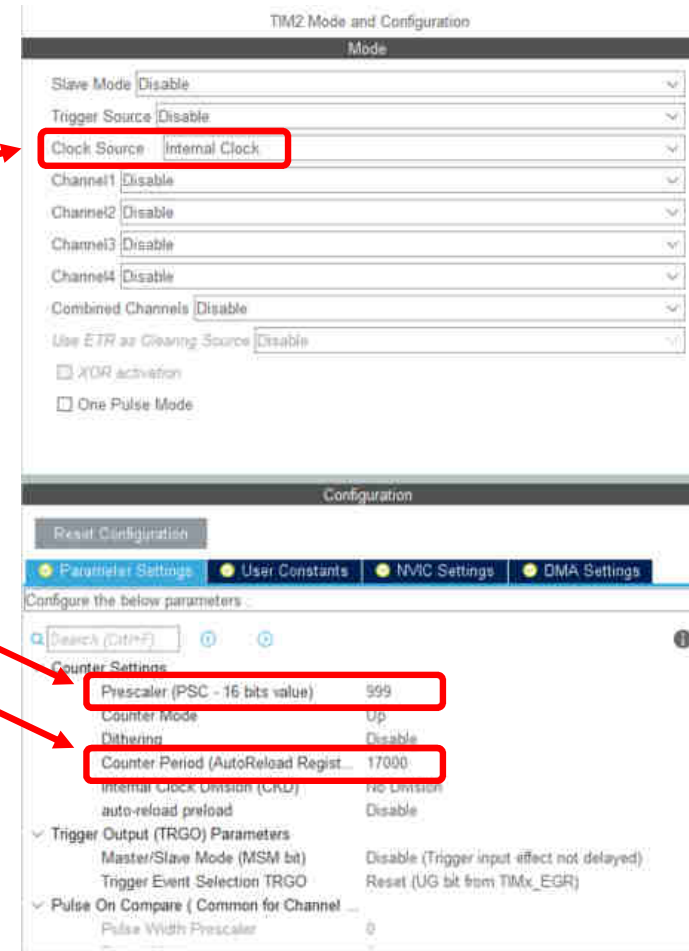 TIM2 Mode and Configuration
Mode
Slave Mode Disable
Trigger Source Disable
Clock Source Internal Clock
Channel1 Disable
Channel2 Disable
Channel3 Disable
Channel4 Disable
Combined Channels Disable
Use ETR as Clearing Source Disable
XOR activation
One Pulse Mode
Configuration
Reset Configuration
Parameter Settings User Constants NVIC Settings DMA Settings
Configure the below parameters :
Search (Ctrl+F)
Counter Settings
Prescaler (PSC - 16 bits value) 999
Counter Mode Up
Dithering Disable
Counter Period (AutoReload Regist... 17000
Internal Clock Division (CKD) No Division
auto-reload preload Disable
Trigger Output (TRGO) Parameters
Master/Slave Mode (MSM bit) Disable (Trigger input effect not delayed)
Trigger Event Selection TRGO Reset (UG bit from TIMx_EGR)
Pulse On Compare ( Common for Channel ...
Pulse Width Prescaler 0